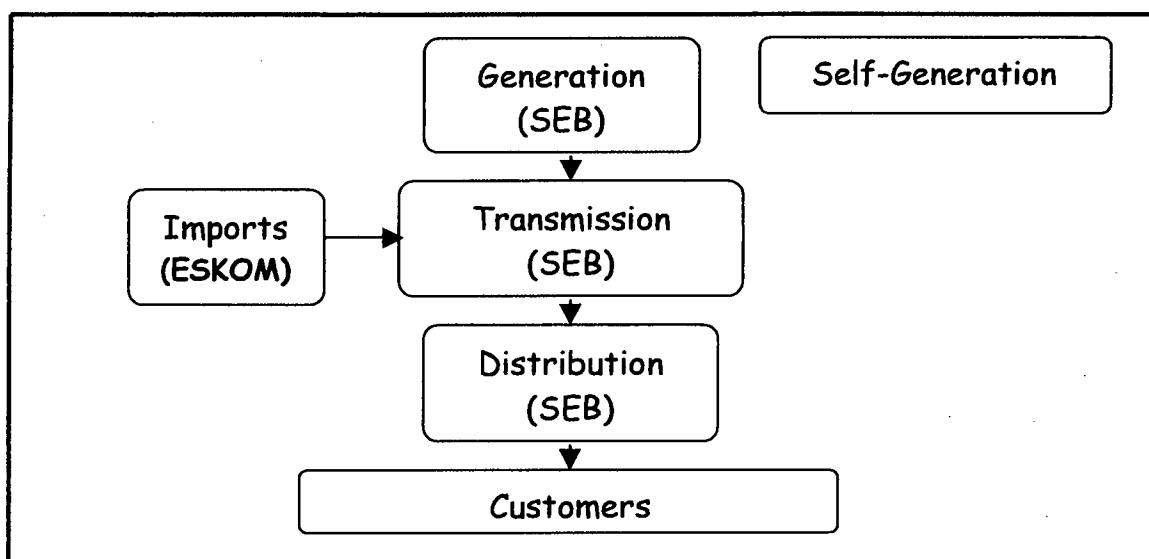 Generation
(SEB)
Self-Generation
Imports
(ESKOM)
Transmission
(SEB)
Distribution
(SEB)
Customers